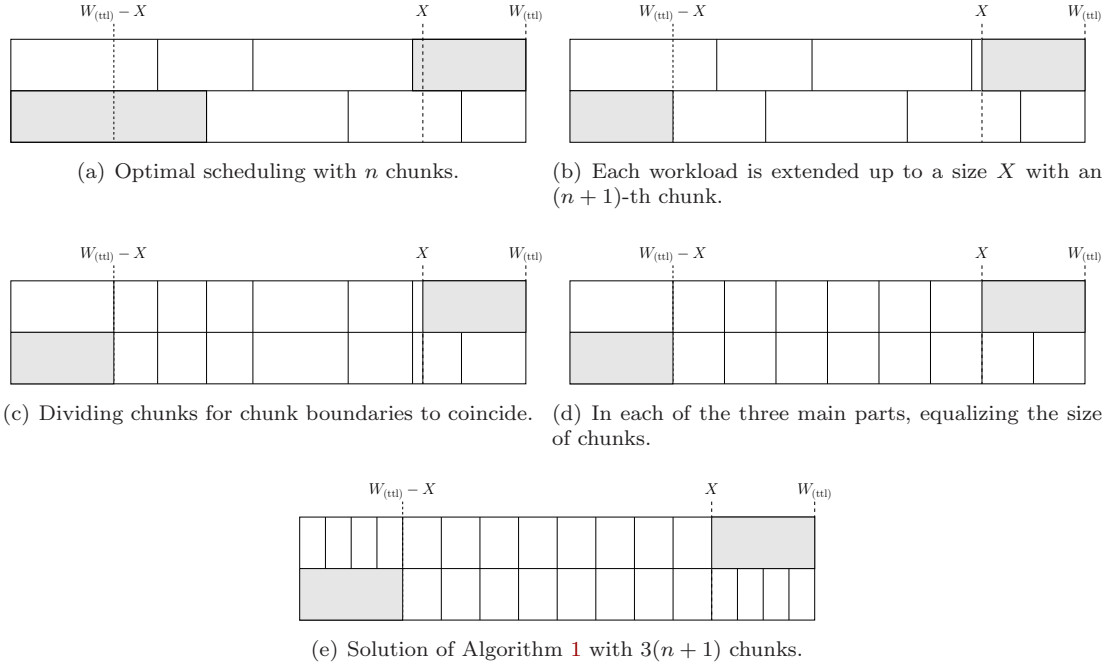 W(ttl) − X X W(ttl)
W(ttl) − X X W(ttl)
(a) Optimal scheduling with n chunks.
(b) Each workload is extended up to a size X with an
(n + 1)-th chunk.
W(ttl) − X X W(ttl)
W(ttl) − X X W(ttl)
(c) Dividing chunks for chunk boundaries to coincide.
(d) In each of the three main parts, equalizing the size
of chunks.
W(ttl) − X X W(ttl)
(e) Solution of Algorithm 1 with 3(n + 1) chunks.